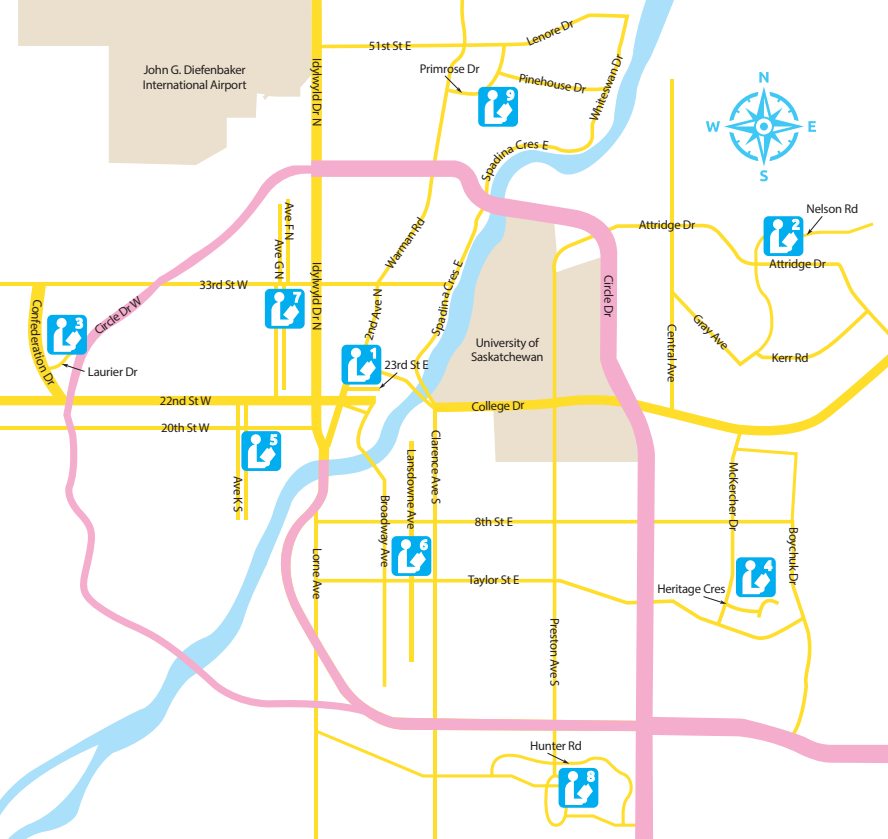 51st St E
Lenore Dr
John G. Diefenbaker
International Airport
Idylwyld Dr N
Primrose Dr
Pinehouse Dr
Whiteswan Dr
9
N
W
E
S
Spadina Cres E
Nelson Rd
2
Ave F N
Ave G N
Warman Rd
Attridge Dr
Attridge Dr
33rd St W
Idylwyld Dr N
2nd Ave N
Spadina Cres E
Circle Dr
7
Confederation Dr
3
Circle Dr W
Laurier Dr
1
23rd St E
University of
Saskatchewan
Central Ave
Gray Ave
Kerr Rd
22nd St W
College Dr
20th St W
5
Ave K S
Lansdowne Ave
Clarence Ave S
Broadway Ave
McKercher Dr
8th St E
Boychuk Dr
6
Lorne Ave
Taylor St E
4
Heritage Cres
Preston Ave S
Hunter Rd
8